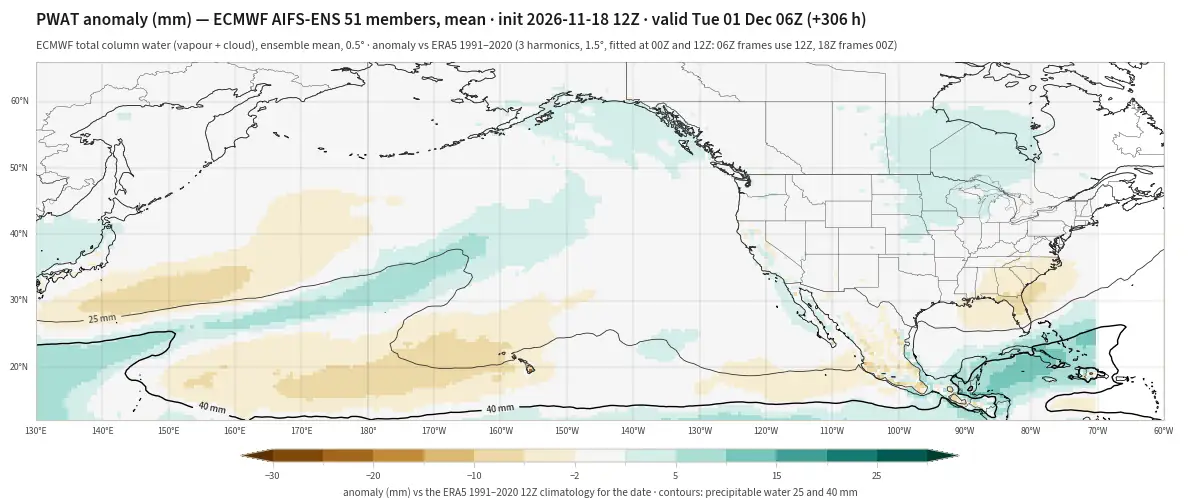 PWAT anomaly (mm) — ECMWF AIFS-ENS 51 members, mean · init 2026-11-18 12Z · valid Tue 01 Dec 06Z (+306 h)
ECMWF total column water (vapour + cloud), ensemble mean, 0.5° · anomaly vs ERA5 1991–2020 (3 harmonics, 1.5°, fitted at 00Z and 12Z: 06Z frames use 12Z, 18Z frames 00Z)
60°N
50°N
40°N
30°N
25 mm
20°N
40 mm
40 mm
130°E 140°E 150°E 160°E 170°E 180° 170°W 160°W 150°W 140°W 130°W 120°W 110°W 100°W 90°W 80°W 70°W 60°W
−30 −20 −10 −2 5 15 25
anomaly (mm) vs the ERA5 1991–2020 12Z climatology for the date · contours: precipitable water 25 and 40 mm